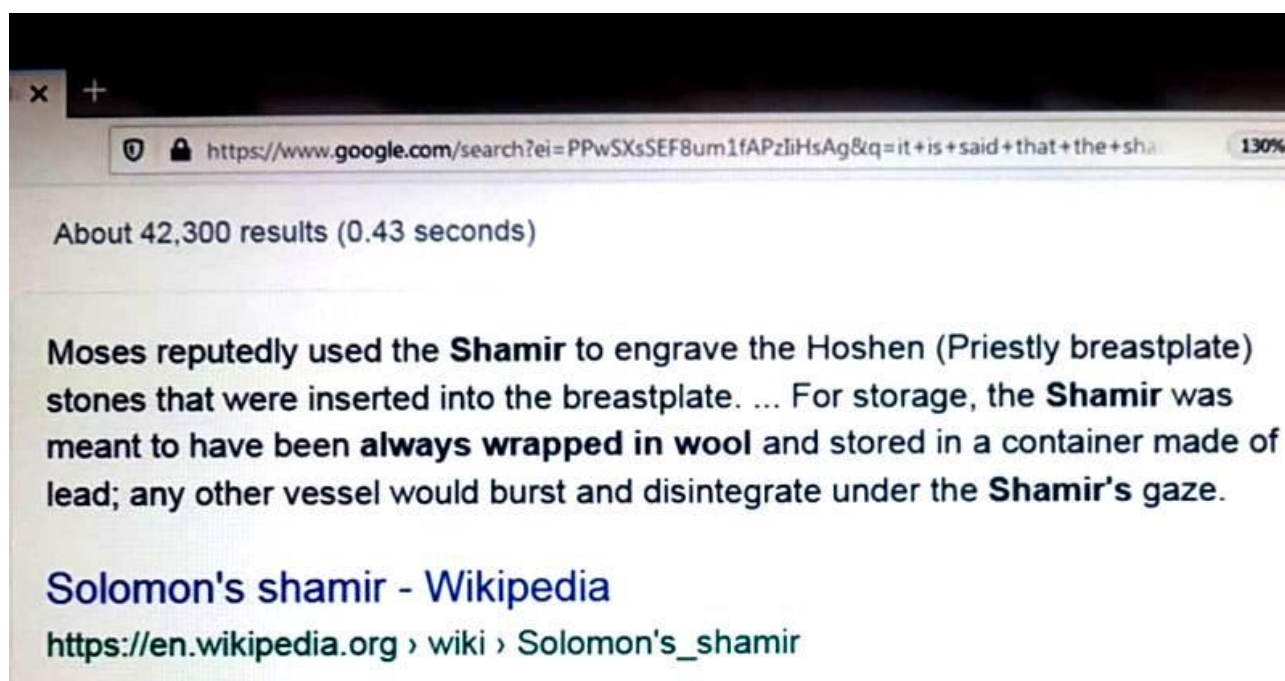 × +
https://www.google.com/search?ei=PPwSXsSEF8um1fAPzIiHsAg&q=it+is+said+that+the+sha 130%
About 42,300 results (0.43 seconds)
Moses reputedly used the Shamir to engrave the Hoshen (Priestly breastplate)
stones that were inserted into the breastplate. ... For storage, the Shamir was
meant to have been always wrapped in wool and stored in a container made of
lead; any other vessel would burst and disintegrate under the Shamir's gaze.
Solomon's shamir - Wikipedia
https://en.wikipedia.org › wiki › Solomon's_shamir